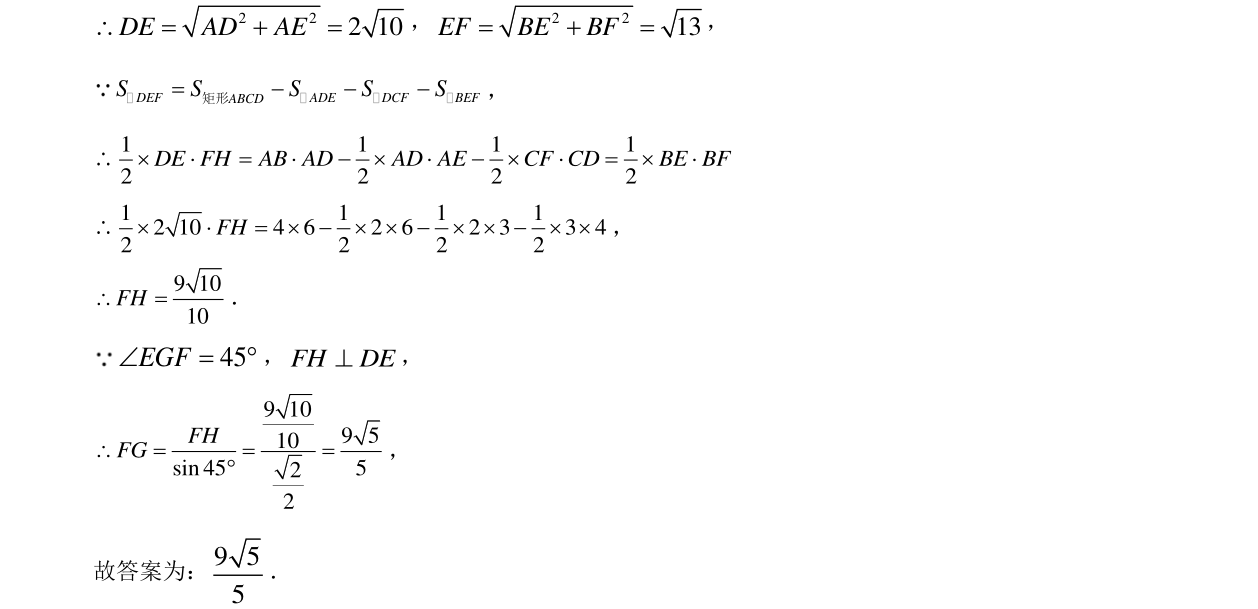 ∴DE=√(AD²+AE²)=2√10，EF=√(BE²+BF²)=√13，
∵S▯DEF=S矩形ABCD−S▯ADE−S▯DCF−S▯BEF，
∴1/2×DE·FH=AB·AD−1/2×AD·AE−1/2×CF·CD=1/2×BE·BF
∴1/2×2√10·FH=4×6−1/2×2×6−1/2×2×3−1/2×3×4，
∴FH=9√10/10．
∵∠EGF=45°，FH⊥DE，
∴FG=FH/sin45°=(9√10/10)/(√2/2)=9√5/5，
故答案为：9√5/5．